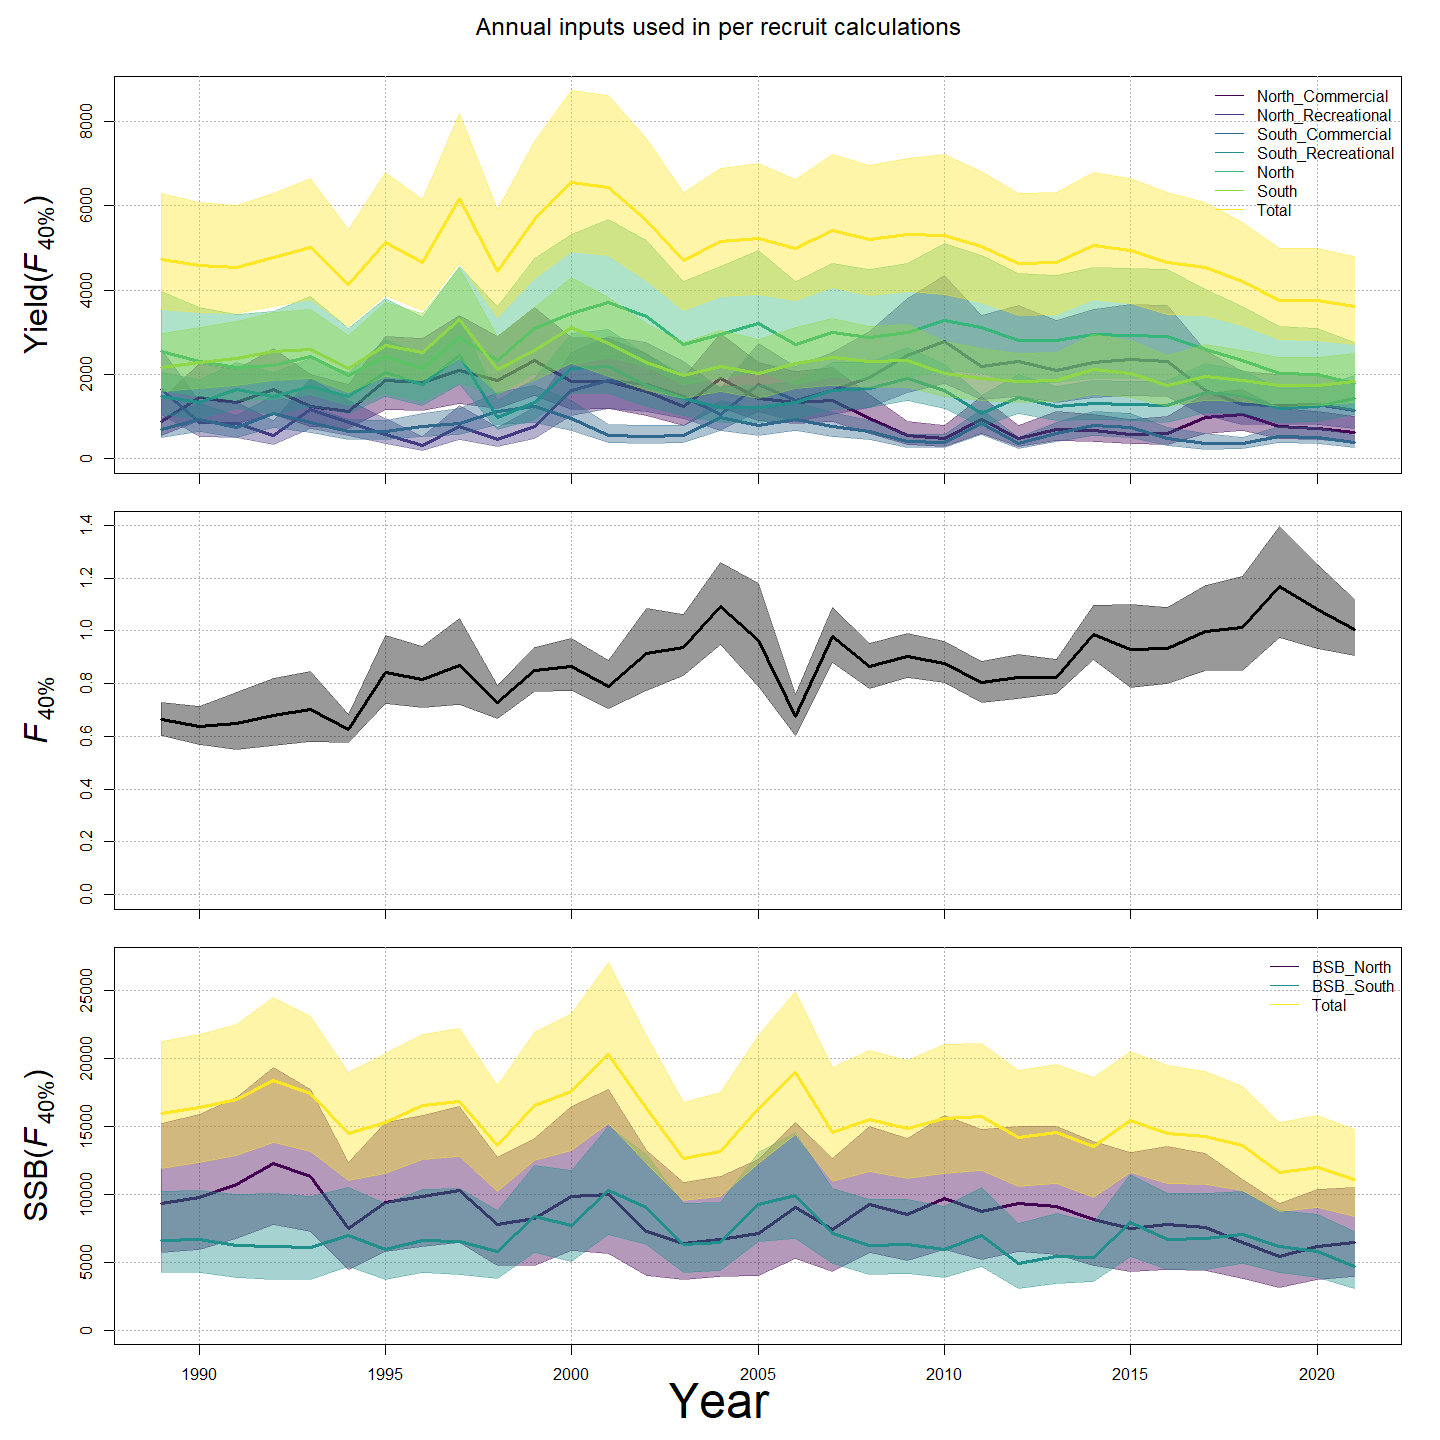 Annual inputs used in per recruit calculations
Yield(F40%)
8000
6000
4000
2000
0
North_Commercial
North_Recreational
South_Commercial
South_Recreational
North
South
Total
F40%
1.4
1.2
1.0
0.8
0.6
0.4
0.2
0.0
SSB(F40%)
25000
20000
15000
10000
5000
0
BSB_North
BSB_South
Total
1990 1995 2000 2005 2010 2015 2020
Year